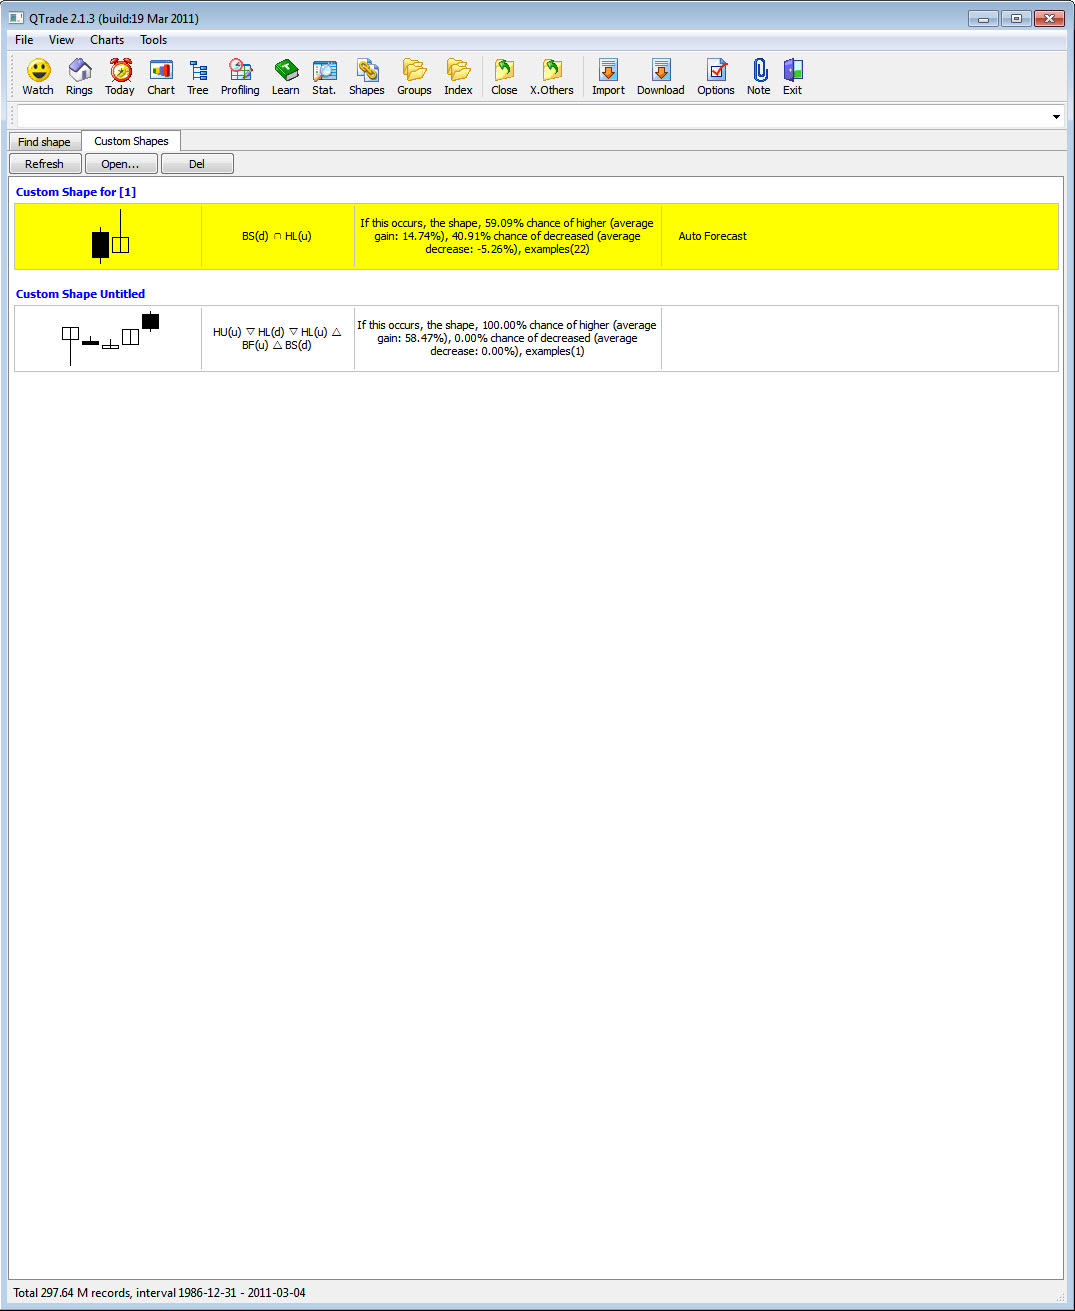 QTrade 2.1.3 (build:19 Mar 2011)
File View Charts Tools
Watch Rings Today Chart Tree Profiling Learn Stat. Shapes Groups Index Close X.Others Import Download Options Note Exit
Find shape Custom Shapes
Refresh Open... Del
Custom Shape for [1]
BS(d) ∩ HL(u)
If this occurs, the shape, 59.09% chance of higher (average
gain: 14.74%), 40.91% chance of decreased (average
decrease: -5.26%), examples(22)
Auto Forecast
Custom Shape Untitled
HU(u) ▽ HL(d) ▽ HL(u) △
BF(u) △ BS(d)
If this occurs, the shape, 100.00% chance of higher (average
gain: 58.47%), 0.00% chance of decreased (average
decrease: 0.00%), examples(1)
Total 297.64 M records, interval 1986-12-31 - 2011-03-04